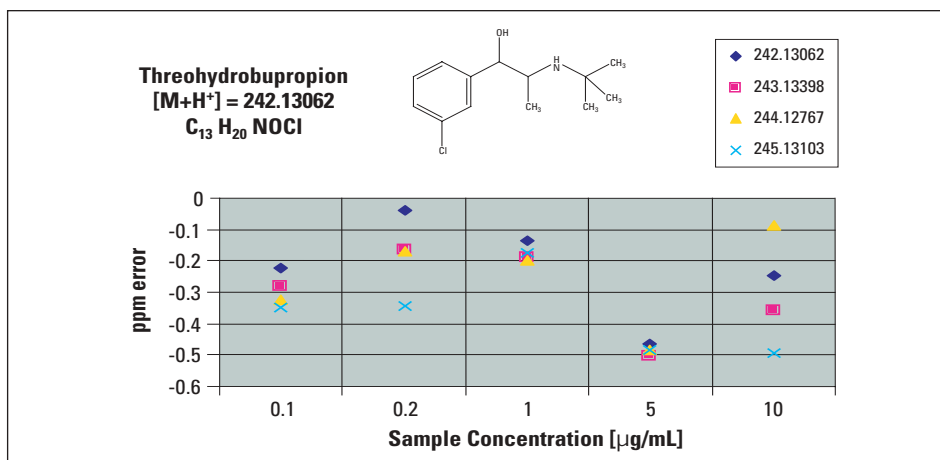 Threohydrobupropion
[M+H⁺] = 242.13062
C₁₃ H₂₀ NOCl
OH
H
N
CH₃
CH₃
CH₃
CH₃
Cl
242.13062
243.13398
244.12767
245.13103
ppm error
0
-0.1
-0.2
-0.3
-0.4
-0.5
-0.6
0.1 0.2 1 5 10
Sample Concentration [µg/mL]